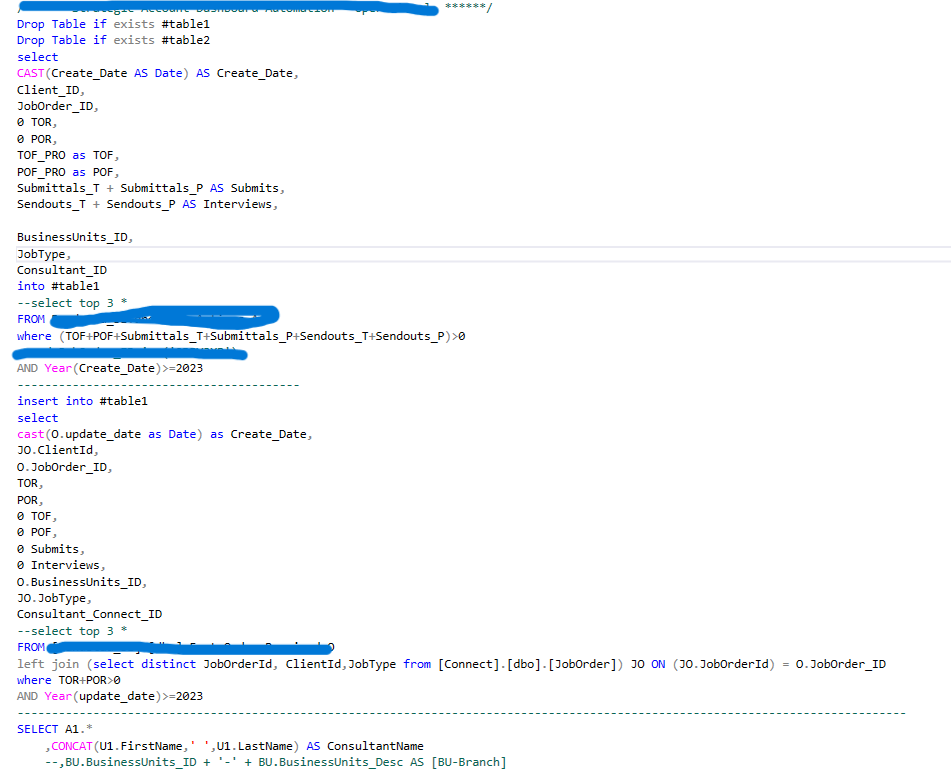 ******/
Drop Table if exists #table1
Drop Table if exists #table2
select
CAST(Create_Date AS Date) AS Create_Date,
Client_ID,
JobOrder_ID,
0 TOR,
0 POR,
TOF_PRO as TOF,
POF_PRO as POF,
Submittals_T + Submittals_P AS Submits,
Sendouts_T + Sendouts_P AS Interviews,
BusinessUnits_ID,
JobType,
Consultant_ID
into #table1
--select top 3 *
FROM
where (TOF+POF+Submittals_T+Submittals_P+Sendouts_T+Sendouts_P)>0
AND Year(Create_Date)>=2023
---------------------------------------
insert into #table1
select
cast(O.update_date as Date) as Create_Date,
JO.ClientId,
O.JobOrder_ID,
TOR,
POR,
0 TOF,
0 POF,
0 Submits,
0 Interviews,
O.BusinessUnits_ID,
JO.JobType,
Consultant_Connect_ID
--select top 3 *
FROM
left join (select distinct JobOrderId, ClientId,JobType from [Connect].[dbo].[JobOrder]) JO ON (JO.JobOrderId) = O.JobOrder_ID
where TOR+POR>0
AND Year(update_date)>=2023
----------------------------------------------------------------------------------------------------------------------------
SELECT A1.*
,CONCAT(U1.FirstName,' ',U1.LastName) AS ConsultantName
--,BU.BusinessUnits_ID + '-' + BU.BusinessUnits_Desc AS [BU-Branch]